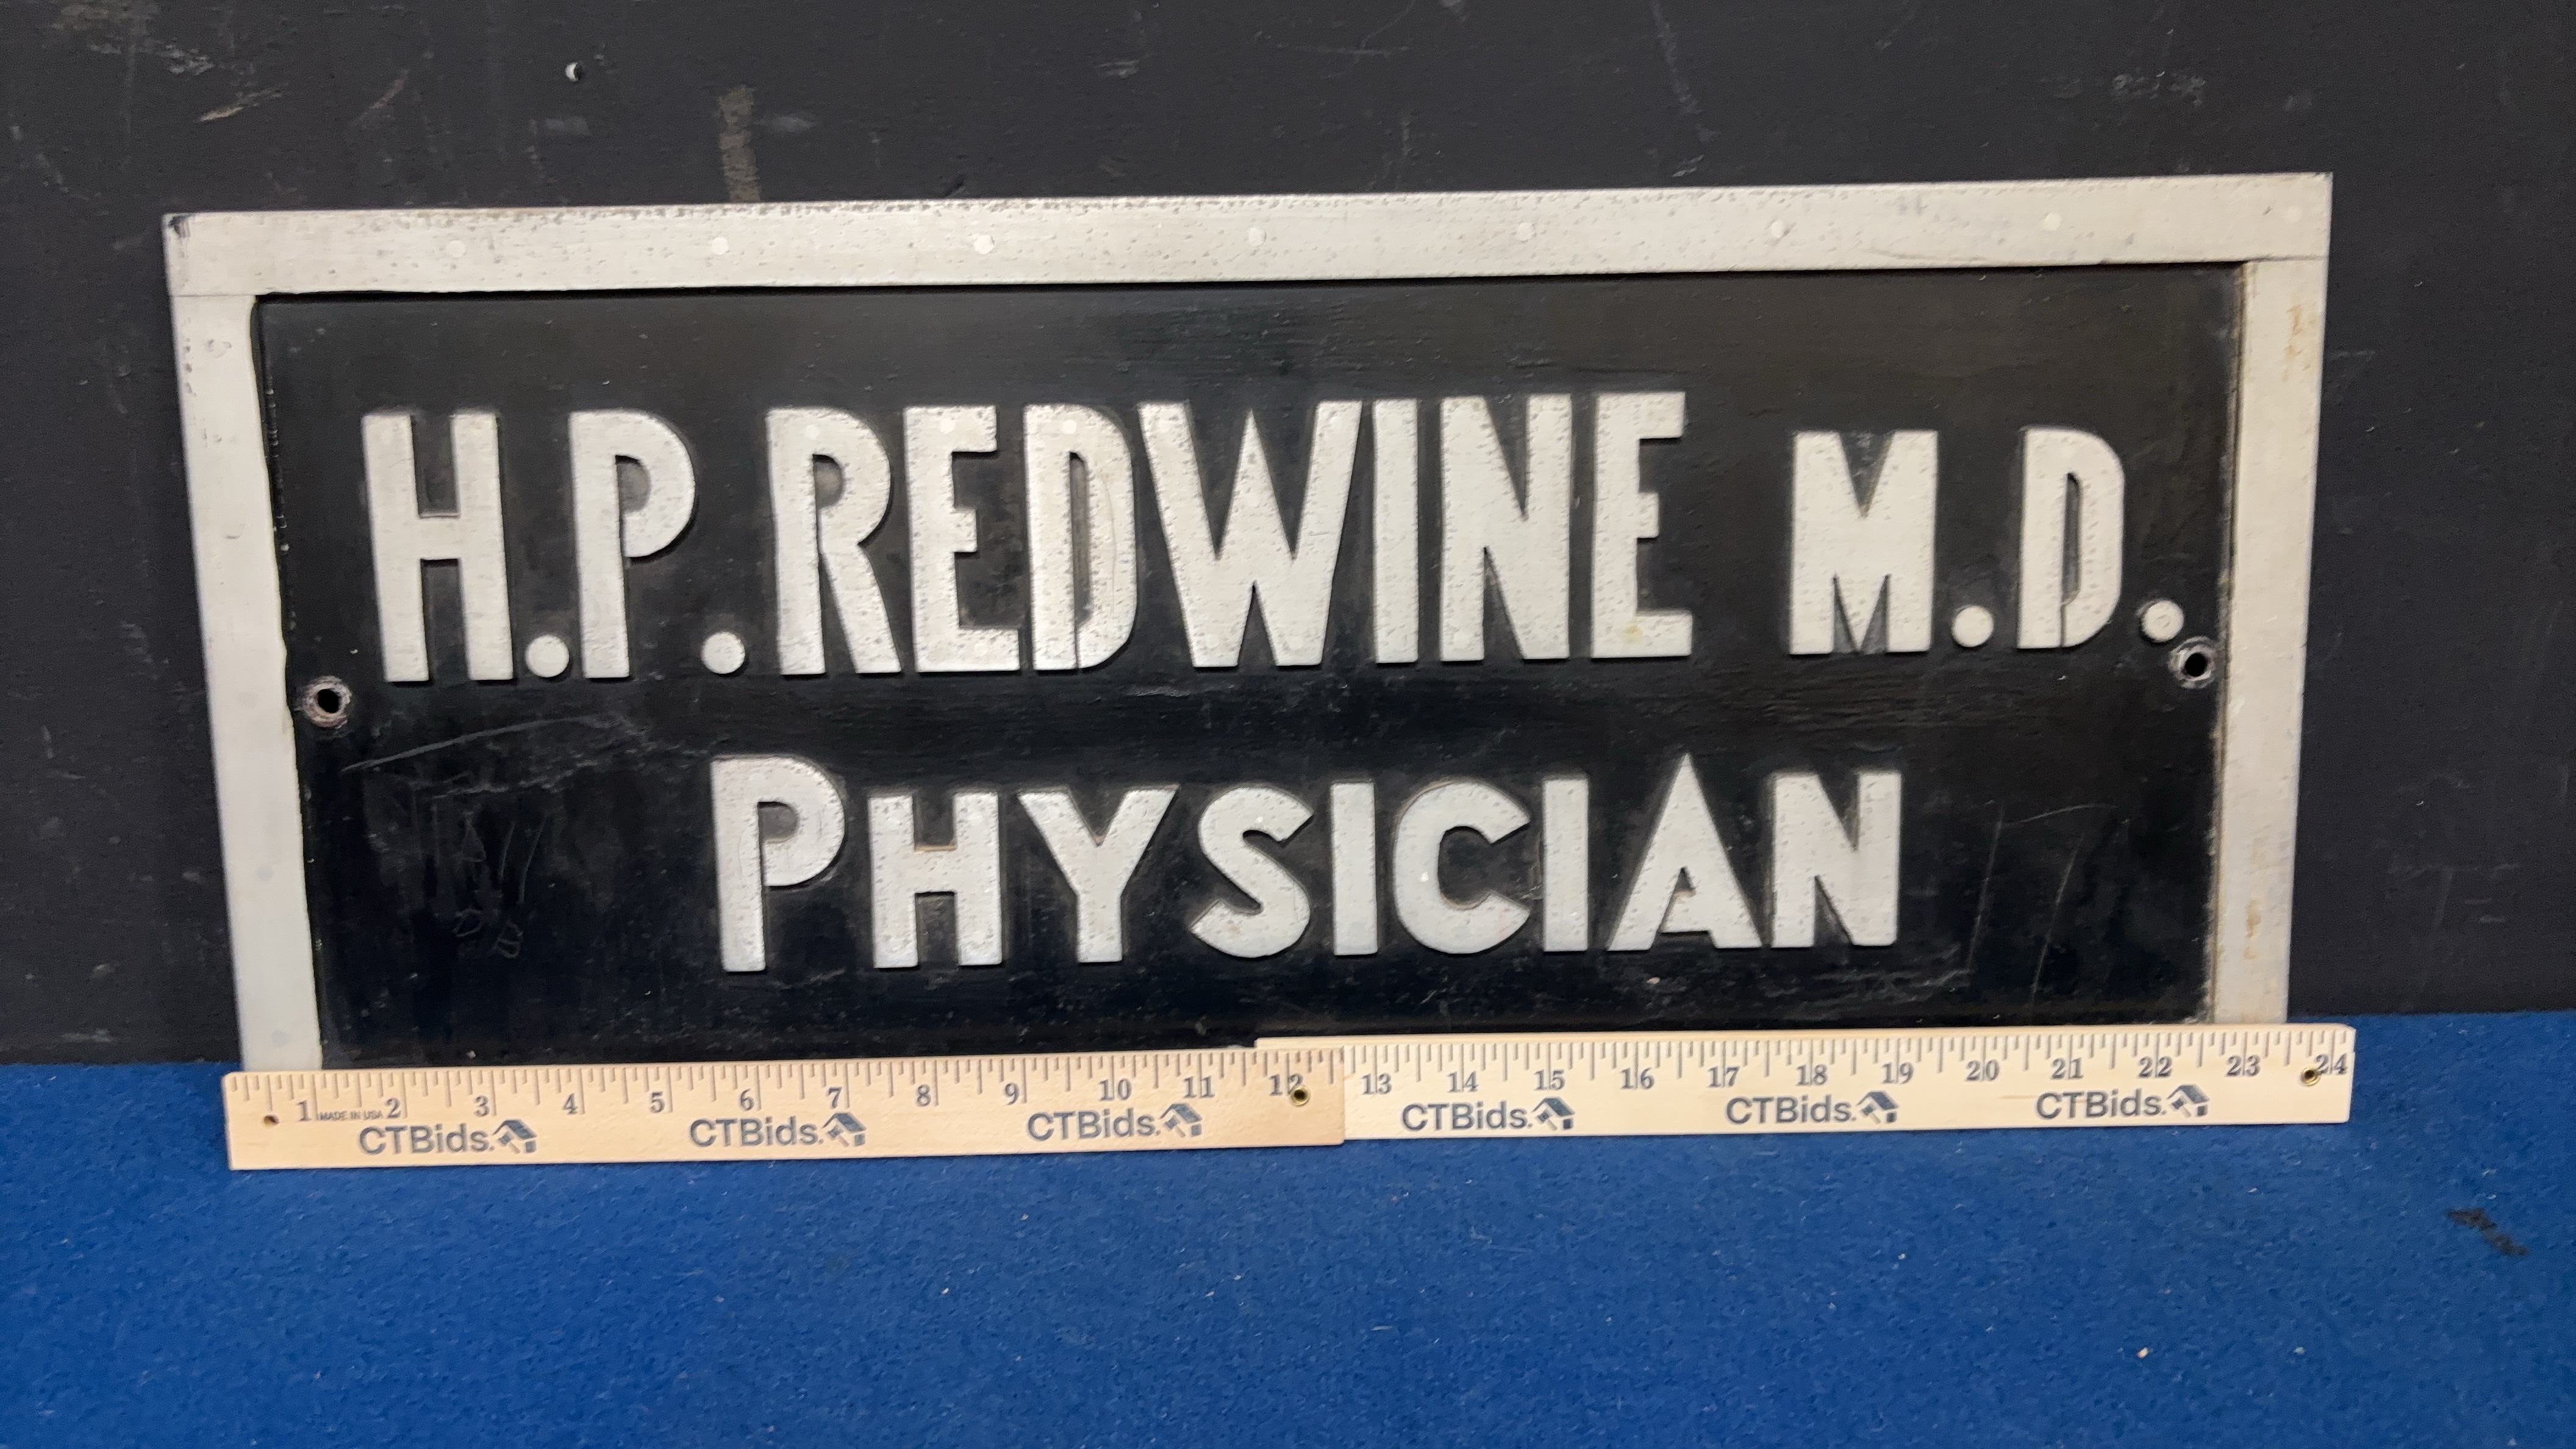 H.P. REDWINE M.D.
PHYSICIAN
1 2 3 4 5 6 7 8 9 10 11 12 13 14 15 16 17 18 19 20 21 22 23 24
MADE IN USA
CTBids. CTBids. CTBids. CTBids. CTBids. CTBids.